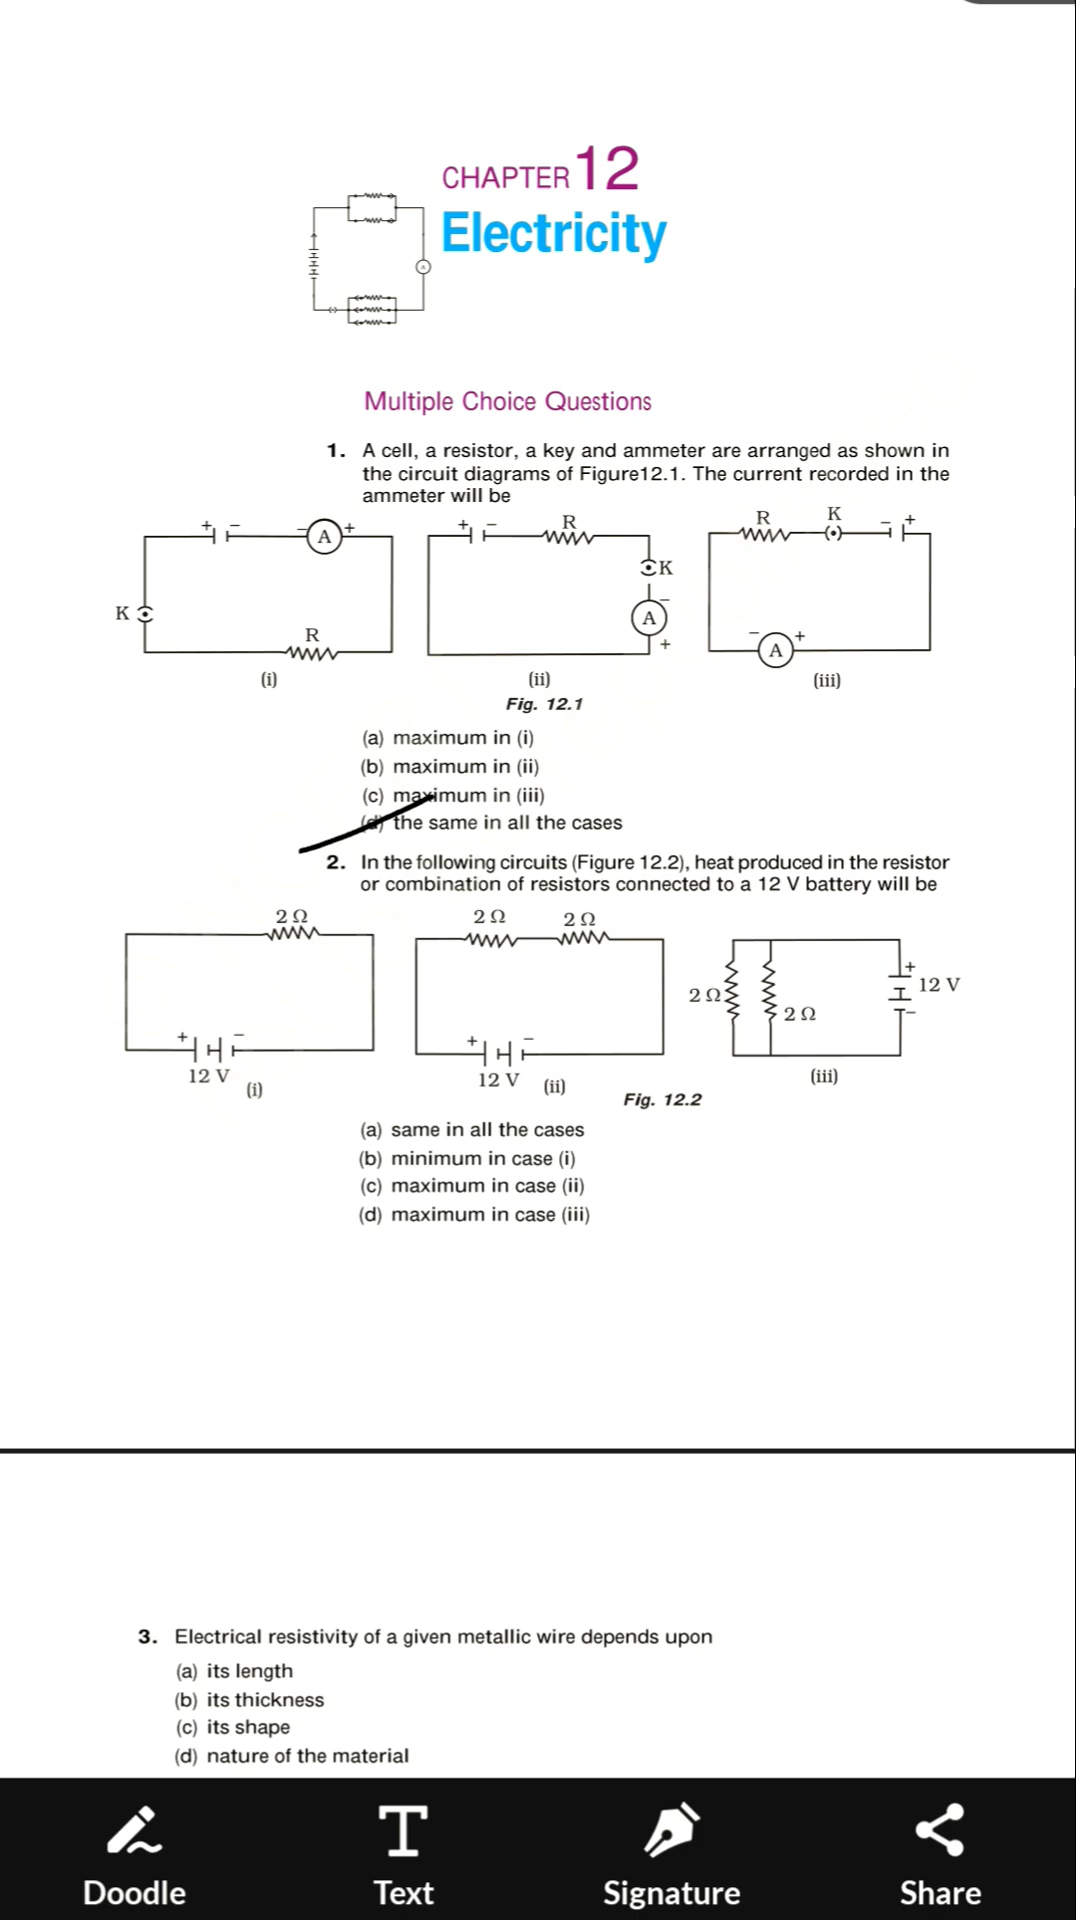 CHAPTER 12
Electricity
Multiple Choice Questions
1. A cell, a resistor, a key and ammeter are arranged as shown in
the circuit diagrams of Figure12.1. The current recorded in the
ammeter will be
+ − − A + K R (i)
+ − R K − A + (ii)
R K − + − A + (iii)
Fig. 12.1
(a) maximum in (i)
(b) maximum in (ii)
(c) maximum in (iii)
(d) the same in all the cases
2. In the following circuits (Figure 12.2), heat produced in the resistor
or combination of resistors connected to a 12 V battery will be
2 Ω + − 12 V (i)
2 Ω 2 Ω + − 12 V (ii)
2 Ω 2 Ω + 12 V − (iii)
Fig. 12.2
(a) same in all the cases
(b) minimum in case (i)
(c) maximum in case (ii)
(d) maximum in case (iii)
3. Electrical resistivity of a given metallic wire depends upon
(a) its length
(b) its thickness
(c) its shape
(d) nature of the material
Doodle Text Signature Share